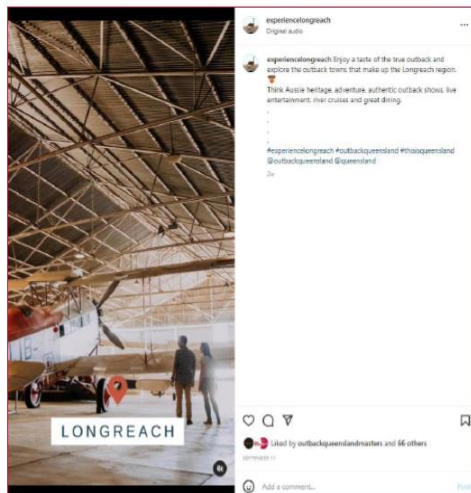 experiencelongreach
Original audio
experiencelongreach Enjoy a taste of the true outback and
explore the outback towns that make up the Longreach region.
Think Aussie heritage, adventure, authentic outback shows, live
entertainment, river cruises and great dining.
.
.
.
.
#experiencelongreach #outbackqueensland #thisisqueensland
@outbackqueensland @queensland
2w
LONGREACH
Liked by outbackqueenslandmasters and 66 others
Add a comment...
Post